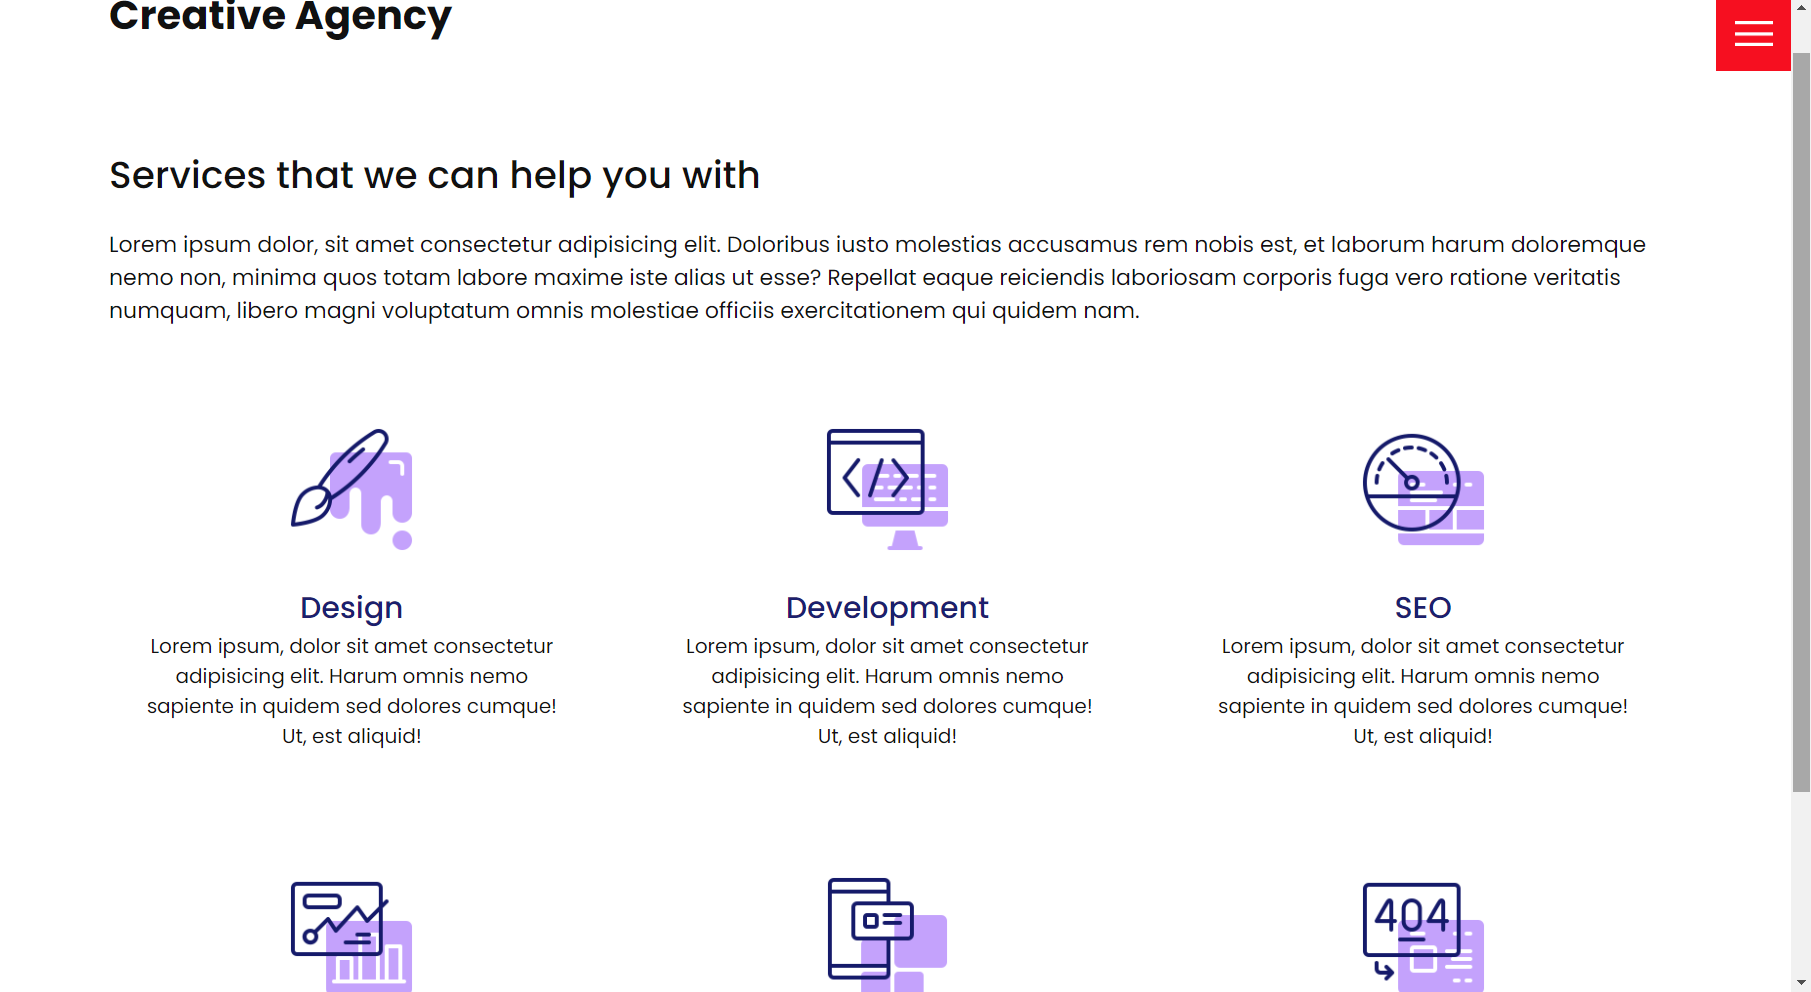 Creative Agency
Services that we can help you with
Lorem ipsum dolor, sit amet consectetur adipisicing elit. Doloribus iusto molestias accusamus rem nobis est, et laborum harum doloremque
nemo non, minima quos totam labore maxime iste alias ut esse? Repellat eaque reiciendis laboriosam corporis fuga vero ratione veritatis
numquam, libero magni voluptatum omnis molestiae officiis exercitationem qui quidem nam.
</>
Design
Lorem ipsum, dolor sit amet consectetur
adipisicing elit. Harum omnis nemo
sapiente in quidem sed dolores cumque!
Ut, est aliquid!
Development
Lorem ipsum, dolor sit amet consectetur
adipisicing elit. Harum omnis nemo
sapiente in quidem sed dolores cumque!
Ut, est aliquid!
SEO
Lorem ipsum, dolor sit amet consectetur
adipisicing elit. Harum omnis nemo
sapiente in quidem sed dolores cumque!
Ut, est aliquid!
404